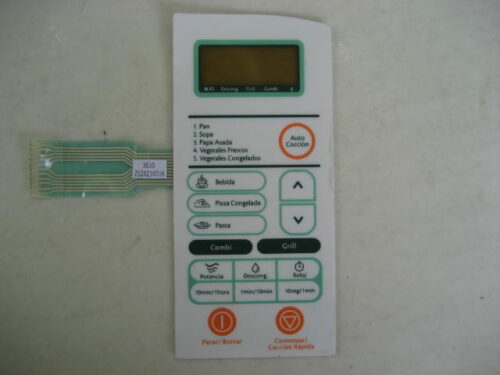 Descong. Grill Combi
1. Pan
2. Sopa
3. Papa Asada
4. Vegetales Frescos
5. Vegetales Congelados
Auto
Cocción
3610
Bebida
Pizza Congelada
Pasta
Combi
Grill
Potencia
Descong.
Reloj
10min/1hora
1min/10min
10seg/1min
Parar/ Borrar
Comenzar/
Cocción Rápida